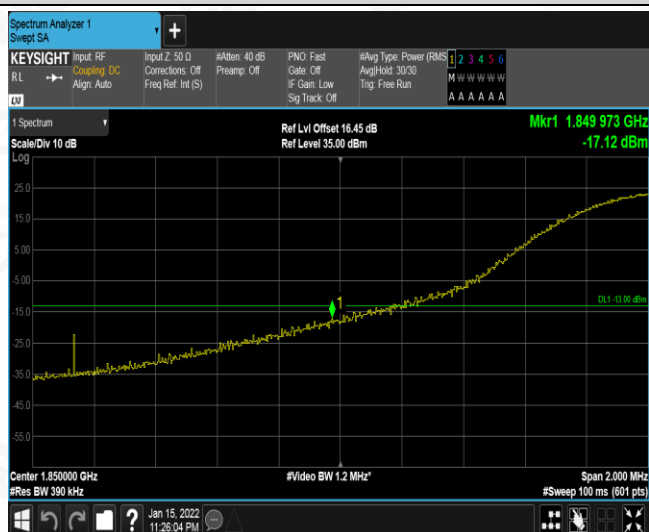 Spectrum Analyzer 1
Swept SA
KEYSIGHT
RL
Input: RF
Coupling: DC
Align: Auto
Input Z: 50 Ω
Corrections: Off
Freq Ref: Int (S)
#Atten: 40 dB
Preamp: Off
PNO: Fast
Gate: Off
IF Gain: Low
Sig Track: Off
#Avg Type: Power (RMS
Avg|Hold: 30/30
Trig: Free Run
1 2 3 4 5 6
M W W W W W
A A A A A A
LXI
1 Spectrum
Scale/Div 10 dB
Log
Ref Lvl Offset 16.45 dB
Ref Level 35.00 dBm
Mkr1 1.849 973 GHz
-17.12 dBm
25.0
15.0
5.00
-5.00
-15.0
-25.0
-35.0
-45.0
-55.0
1
DL1 -13.00 dBm
Center 1.850000 GHz
#Res BW 390 kHz
#Video BW 1.2 MHz*
Span 2.000 MHz
#Sweep 100 ms (601 pts)
?
Jan 15, 2022
11:26:04 PM